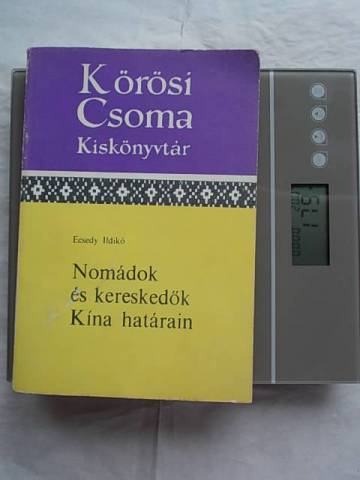 Kőrösi
Csoma
Kiskönyvtár
Ecsedy Ildikó
Nomádok
és kereskedők
Kína határain